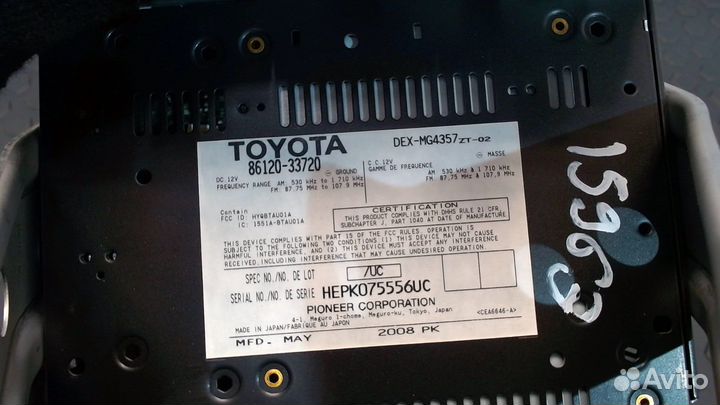 TOYOTA
86120-33720
DEX-MG4357ZT-02
DC.12V ⊖ GROUND
FREQUENCY RANGE AM 530 kHz to 1 710 kHz
FM 87.75 MHz to 107.9 MHz
C.C.12V ⊖ MASSE
GAMME DE FREQUENCY AM 530 kHz à 1 710 kHz
FM 87.75 MHz à 107.9 MHz
Contain
FCC ID: HYQBTAU01A
IC: 1551A-BTAU01A
CERTIFICATION
THIS PRODUCT COMPLIES WITH DHHS RULE 21 CFR,
SUBCHAPTER J, PART 1040 AT DATE OF MANUFACTURE
THIS DEVICE COMPLIES WITH PART 15 OF THE FCC RULES. OPERATION IS
SUBJECT TO THE FOLLOWING TWO CONDITIONS (1) THIS DEVICE MAY NOT CAUSE
HARMFUL INTERFERENCE, AND (2) THIS DEVICE MUST ACCEPT ANY INTERFERENCE
RECEIVED.INCLUDING INTERFERENCE THAT MAY CAUSE UNDESIRED OPERATION
SPEC NO./NO. DE LOT 7UC
SERIAL NO./NO. DE SERIE HEPK075556UC
PIONEER CORPORATION
4-1, Meguro 1-chome, Meguro-ku, Tokyo, Japan
MADE IN JAPAN/FABRIQUE AU JAPON <CEA6646-A>
MFD. MAY 2008 PK
Avito